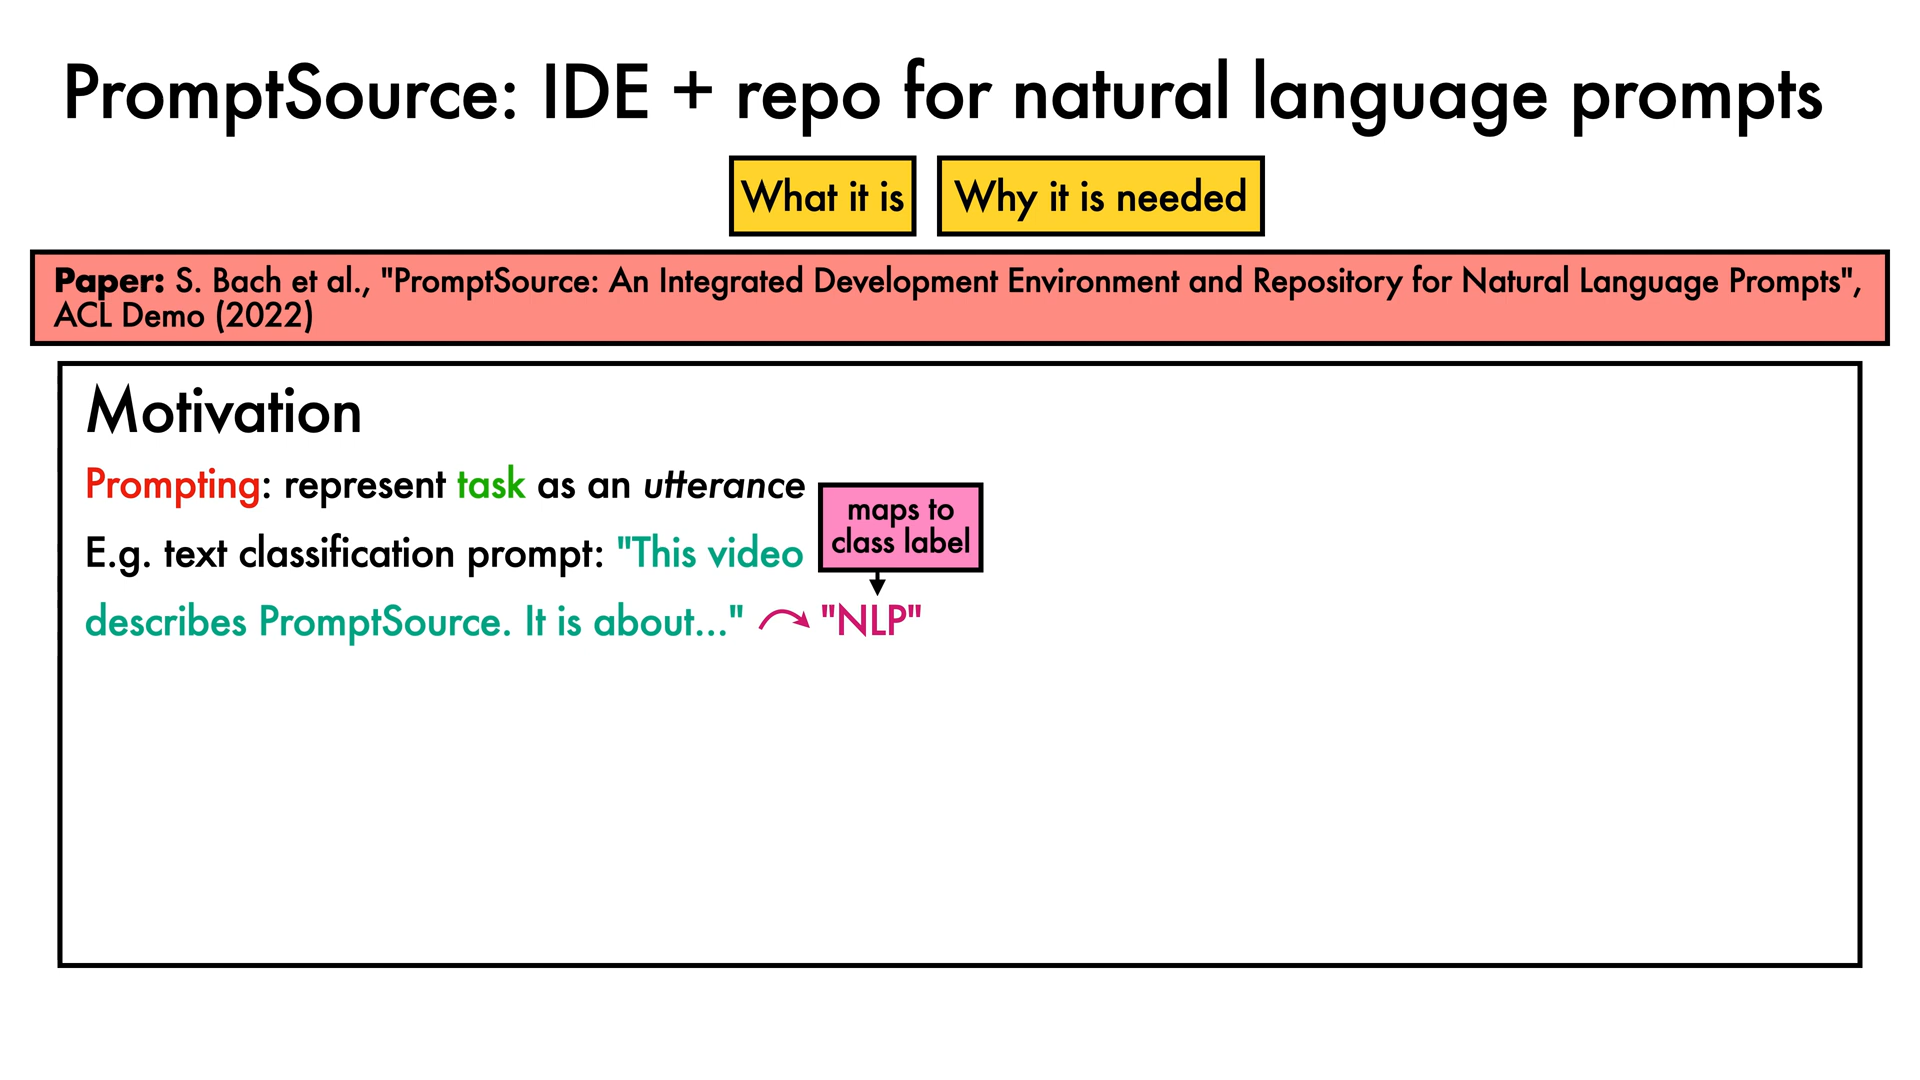 PromptSource: IDE + repo for natural language prompts
What it is
Why it is needed
Paper: S. Bach et al., "PromptSource: An Integrated Development Environment and Repository for Natural Language Prompts",
ACL Demo (2022)
Motivation
Prompting: represent task as an utterance
maps to
class label
E.g. text classification prompt: "This video
describes PromptSource. It is about..." "NLP"